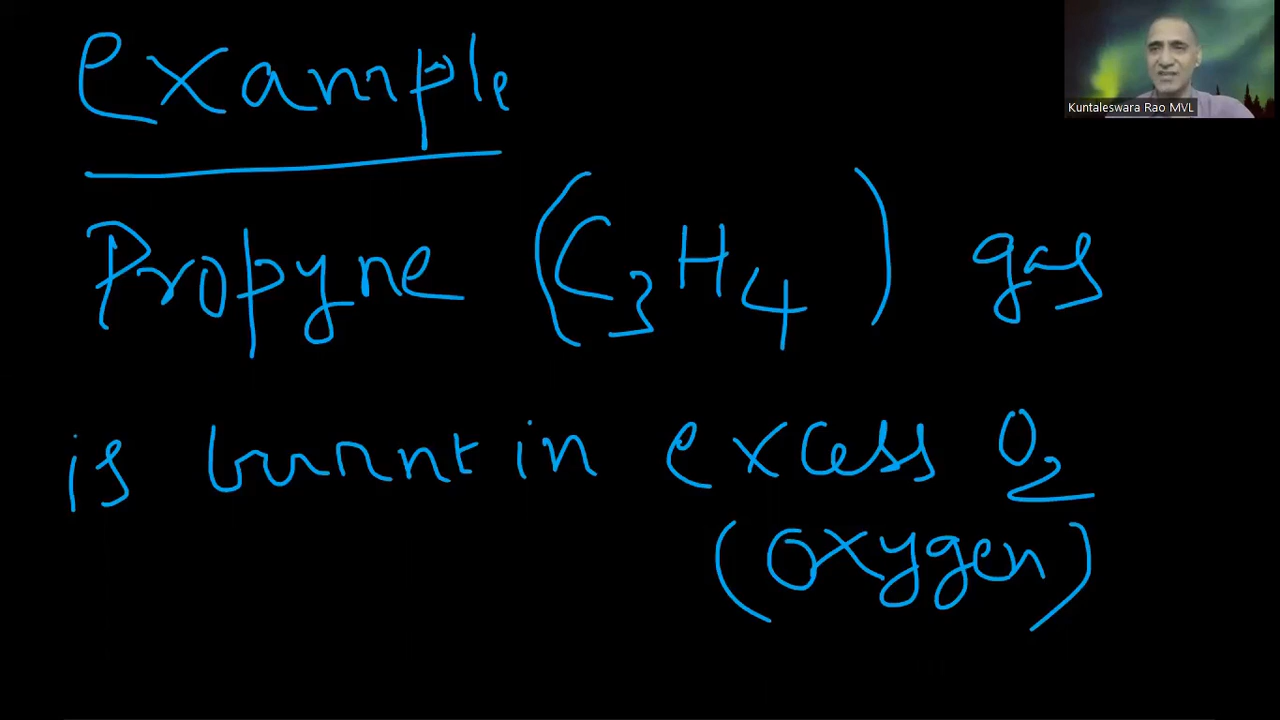 example
Kuntaleswara Rao MVL
Propyne (C₃H₄) gas
is burnt in excess O₂
(oxygen)